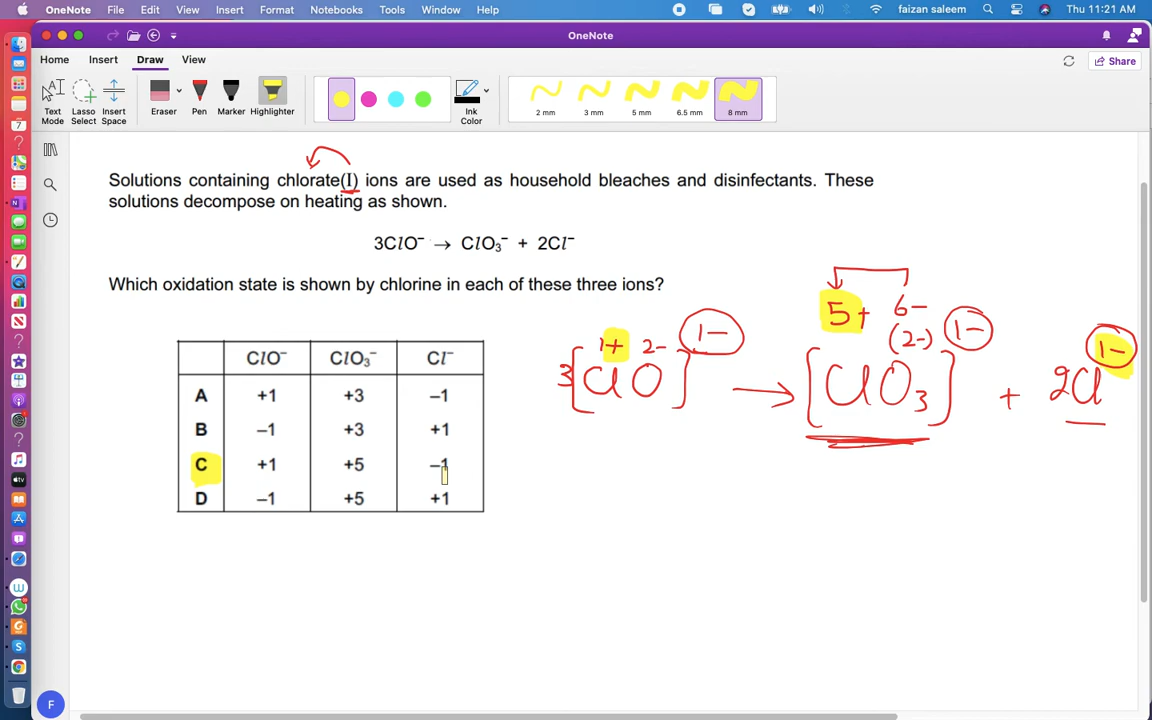 OneNote File Edit View Insert Format Notebooks Tools Window Help faizan saleem Thu 11:21 AM
OneNote
Home Insert Draw View Share
Text Mode Lasso Select Insert Space Eraser Pen Marker Highlighter Ink Color 2 mm 3 mm 5 mm 6.5 mm 8 mm
Solutions containing chlorate(I) ions are used as household bleaches and disinfectants. These
solutions decompose on heating as shown.
3ClO⁻ → ClO₃⁻ + 2Cl⁻
Which oxidation state is shown by chlorine in each of these three ions?
ClO⁻ ClO₃⁻ Cl⁻
A +1 +3 –1
B –1 +3 +1
C +1 +5 –1
D –1 +5 +1
5+ 6-
1+ 2- 1- (2-) 1- 1-
3[ClO] → [ClO₃] + 2Cl
F